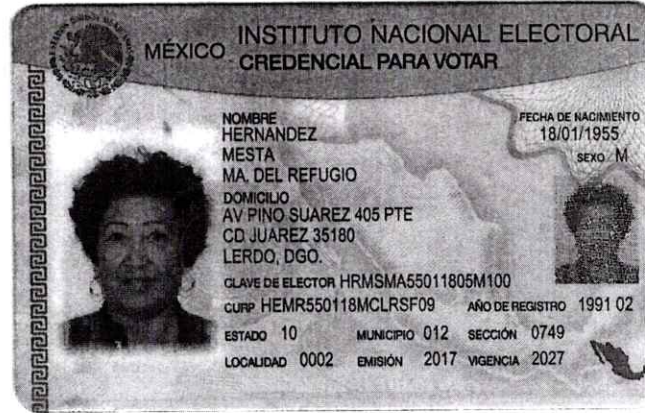 MÉXICO
INSTITUTO NACIONAL ELECTORAL
CREDENCIAL PARA VOTAR
NOMBRE
HERNANDEZ
MESTA
MA. DEL REFUGIO
FECHA DE NACIMIENTO
18/01/1955
SEXO M
DOMICILIO
AV PINO SUAREZ 405 PTE
CD JUAREZ 35180
LERDO, DGO.
CLAVE DE ELECTOR HRMSMA55011805M100
CURP HEMR550118MCLRSF09 AÑO DE REGISTRO 1991 02
ESTADO 10 MUNICIPIO 012 SECCIÓN 0749
LOCALIDAD 0002 EMISIÓN 2017 VIGENCIA 2027